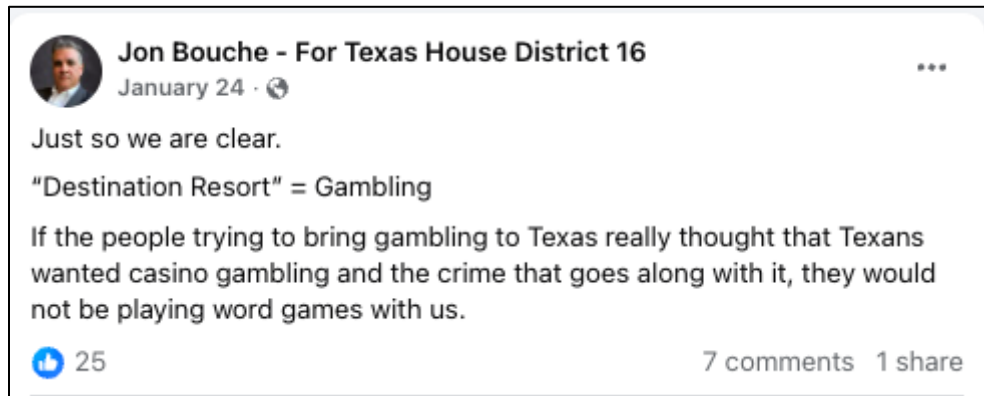 Jon Bouche - For Texas House District 16
January 24 ·
Just so we are clear.
“Destination Resort” = Gambling
If the people trying to bring gambling to Texas really thought that Texans
wanted casino gambling and the crime that goes along with it, they would
not be playing word games with us.
25
7 comments 1 share